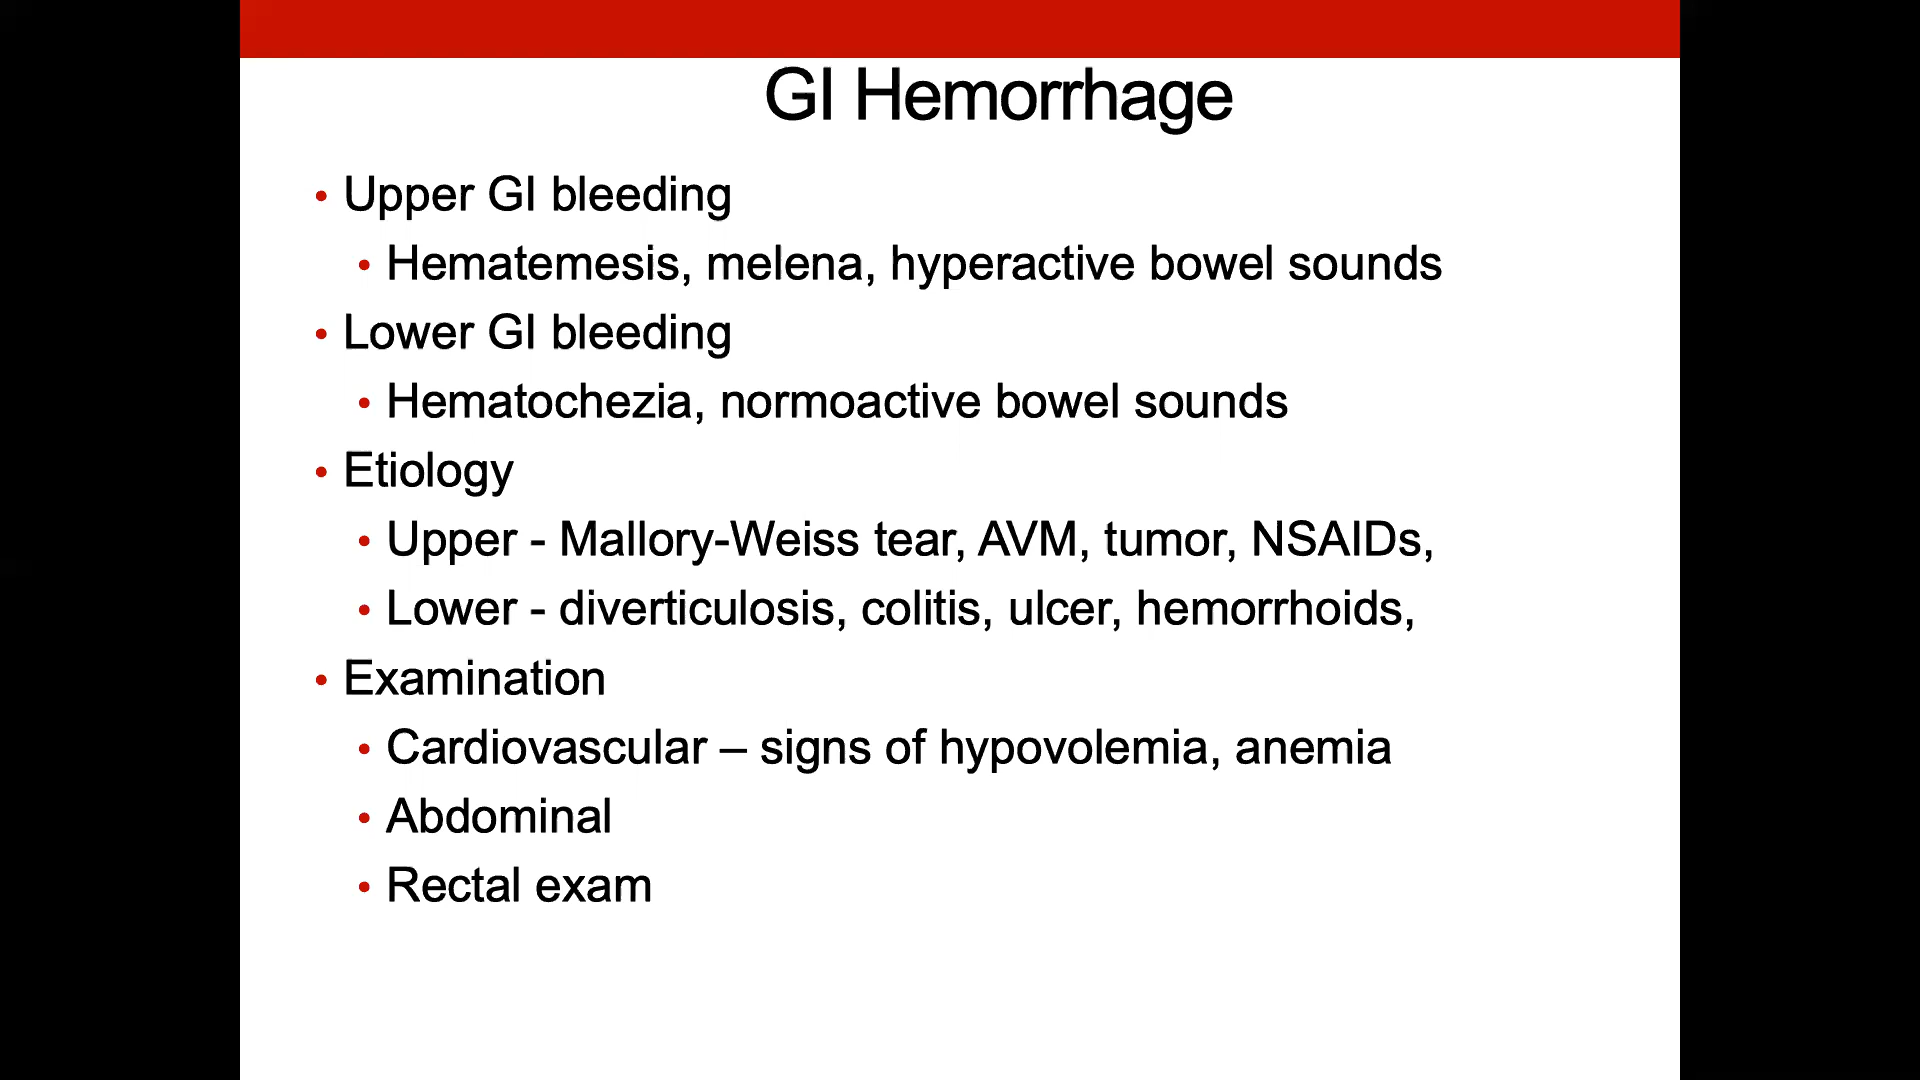 GI Hemorrhage
• Upper GI bleeding
• Hematemesis, melena, hyperactive bowel sounds
• Lower GI bleeding
• Hematochezia, normoactive bowel sounds
• Etiology
• Upper - Mallory-Weiss tear, AVM, tumor, NSAIDs,
• Lower - diverticulosis, colitis, ulcer, hemorrhoids,
• Examination
• Cardiovascular – signs of hypovolemia, anemia
• Abdominal
• Rectal exam